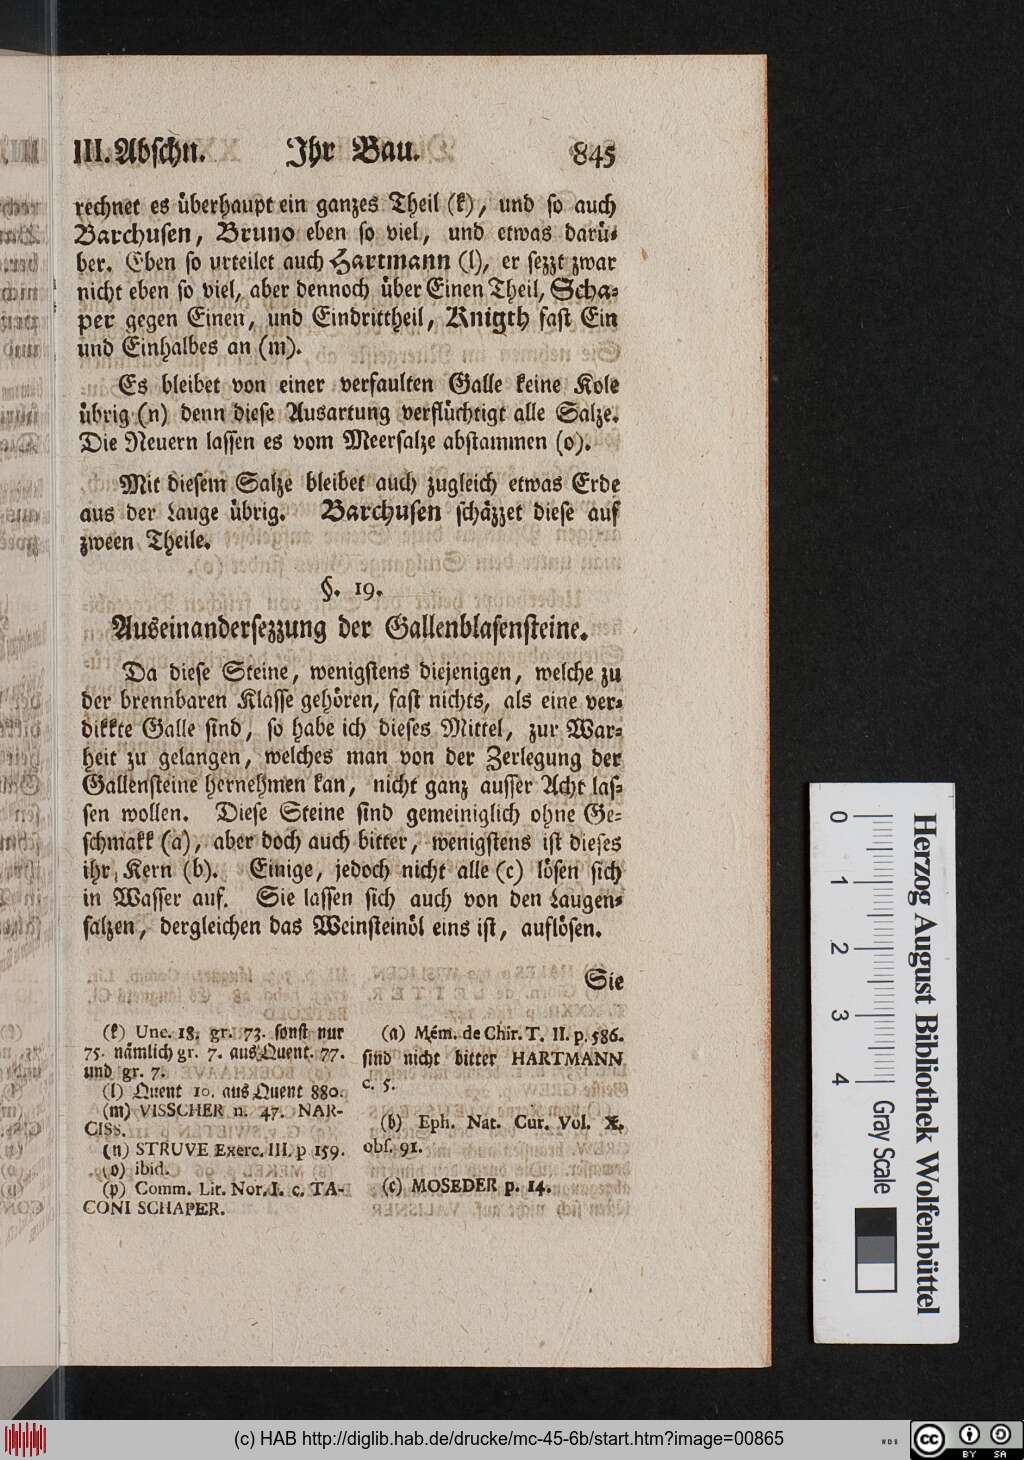 III. Abschn. Ihr Bau. 845
rechnet es überhaupt ein ganzes Theil (k), und so auch
Barchusen, Bruno eben so viel, und etwas darü-
ber. Eben so urteilet auch Hartmann (l), er sezzt zwar
nicht eben so viel, aber dennoch über Einen Theil, Scha-
per gegen Einen, und Eindrittheil, Knigth fast Ein
und Einhalbes an (m).
Es bleibet von einer verfaulten Galle keine Kole
übrig (n) denn diese Ausartung verflüchtigt alle Salze.
Die Neuern lassen es vom Meersalze abstammen (o).
Mit diesem Salze bleibet auch zugleich etwas Erde
aus der Lauge übrig. Barchusen schäzzet diese auf
zween Theile.
§. 19.
Auseinandersezzung der Gallenblasensteine.
Da diese Steine, wenigstens diejenigen, welche zu
der brennbaren Klasse gehören, fast nichts, als eine ver-
dikkte Galle sind, so habe ich dieses Mittel, zur War-
heit zu gelangen, welches man von der Zerlegung der
Gallensteine hernehmen kan, nicht ganz ausser Acht las-
sen wollen. Diese Steine sind gemeiniglich ohne Ge-
schmakk (a), aber doch auch bitter, wenigstens ist dieses
ihr Kern (b). Einige, jedoch nicht alle (c) lösen sich
in Wasser auf. Sie lassen sich auch von den Laugen-
salzen, dergleichen das Weinsteinöl eins ist, auflösen.
Sie
(k) Unc. 18. gr. 73. sonst nur
75. nämlich gr. 7. aus Quent. 77.
und gr. 7.
(l) Quent 10. aus Quent 880.
(m) VISSCHER n. 47. NAR-
CISS.
(n) STRUVE Exerc. III. p 159.
(o) ibid.
(p) Comm. Lit. Nor. I. c. TA-
CONI SCHAPER.
(a) Mém. de Chir. T. II. p. 586.
sind nicht bitter HARTMANN
c. 5.
(b) Eph. Nat. Cur. Vol. X.
obs. 91.
(c) MOSEDER p. 14.
Herzog August Bibliothek Wolfenbüttel
0 1 2 3 4 Gray Scale
(c) HAB http://diglib.hab.de/drucke/mc-45-6b/start.htm?image=00865
WDB
cc BY SA